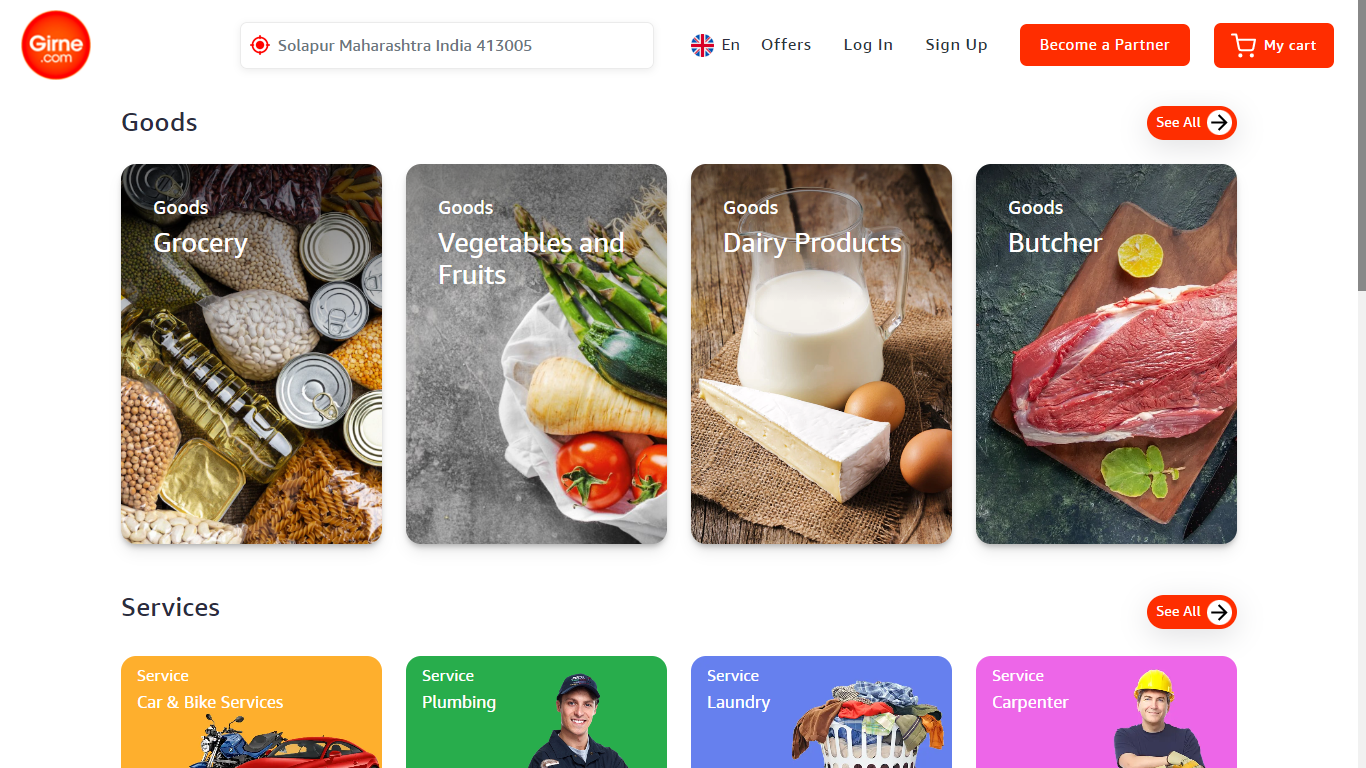 Girne
.com
Solapur Maharashtra India 413005
En
Offers
Log In
Sign Up
Become a Partner
My cart
Goods
See All
Goods
Grocery
Goods
Vegetables and
Fruits
Goods
Dairy Products
Goods
Butcher
Services
See All
Service
Car & Bike Services
Service
Plumbing
Service
Laundry
Service
Carpenter